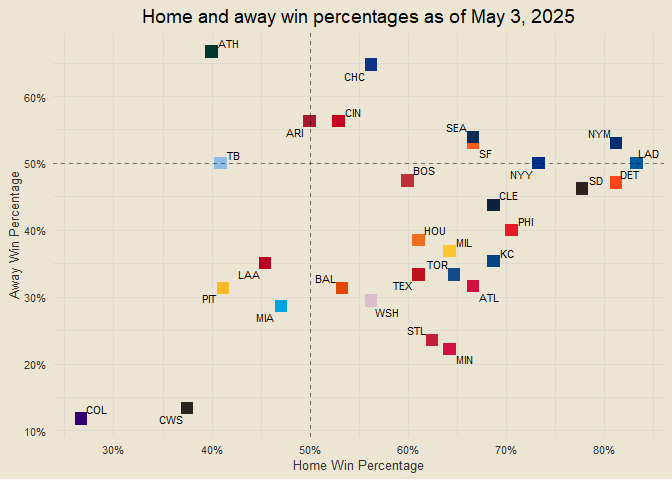 Home and away win percentages as of May 3, 2025
ATH
CHC
60%
CIN
ARI
SEA
NYM
SF
TB
LAD
50%
BOS
NYY
SD
DET
CLE
PHI
Away Win Percentage
40%
HOU
MIL
KC
LAA
TOR
BAL
TEX
30%
PIT
ATL
MIA
WSH
STL
MIN
20%
COL
CWS
10%
30%
40%
50%
60%
70%
80%
Home Win Percentage